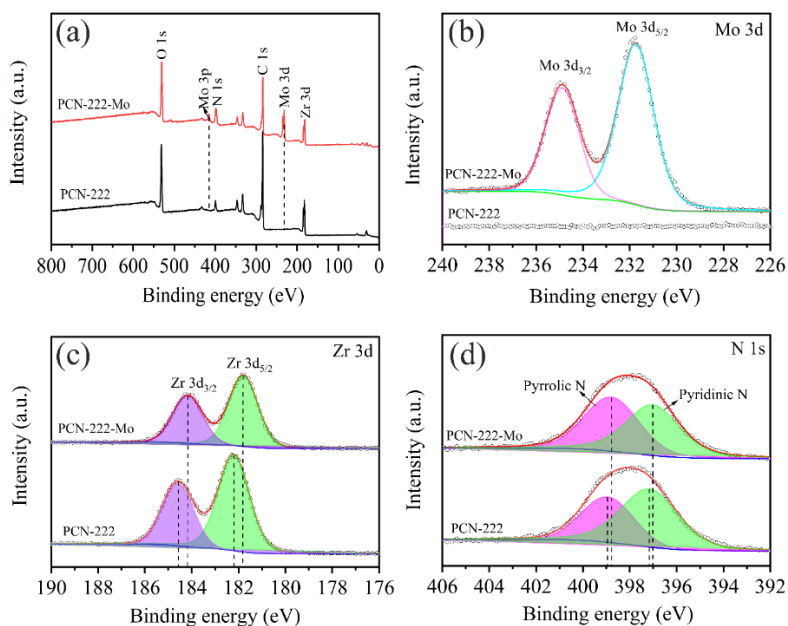 (a)
O 1s
Mo 3p
N 1s
C 1s
Mo 3d
Zr 3d
PCN-222-Mo
PCN-222
Intensity (a.u.)
800 700 600 500 400 300 200 100 0
Binding energy (eV)
(b)
Mo 3d
Mo 3d5/2
Mo 3d3/2
PCN-222-Mo
PCN-222
Intensity (a.u.)
240 238 236 234 232 230 228 226
Binding energy (eV)
(c)
Zr 3d
Zr 3d5/2
Zr 3d3/2
PCN-222-Mo
PCN-222
Intensity (a.u.)
190 188 186 184 182 180 178 176
Binding energy (eV)
(d)
N 1s
Pyrrolic N
Pyridinic N
PCN-222-Mo
PCN-222
Intensity (a.u.)
406 404 402 400 398 396 394 392
Binding energy (eV)